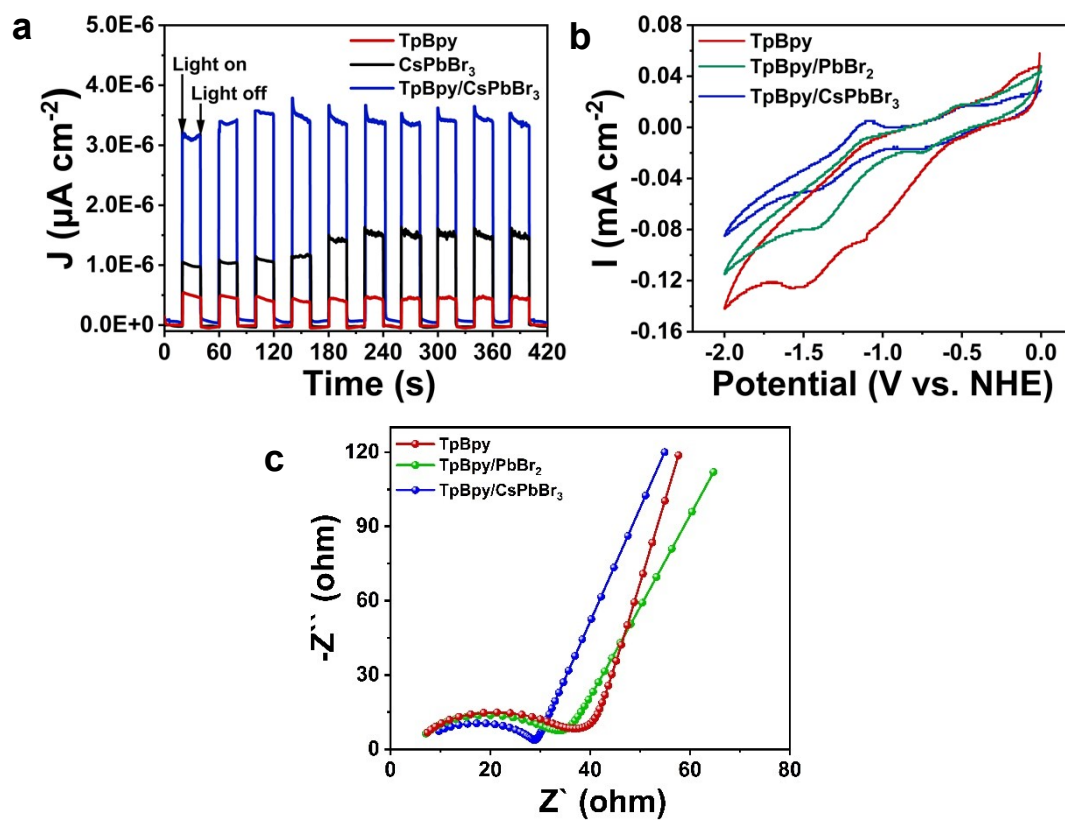 a
5.0E-6
4.0E-6
3.0E-6
2.0E-6
1.0E-6
0.0E+0
J (µA cm⁻²)
Light on
Light off
TpBpy
CsPbBr₃
TpBpy/CsPbBr₃
0 60 120 180 240 300 360 420
Time (s)
b
0.08
0.04
0.00
-0.04
-0.08
-0.12
-0.16
I (mA cm⁻²)
TpBpy
TpBpy/PbBr₂
TpBpy/CsPbBr₃
-2.0 -1.5 -1.0 -0.5 0.0
Potential (V vs. NHE)
c
120
90
60
30
0
-Z`` (ohm)
TpBpy
TpBpy/PbBr₂
TpBpy/CsPbBr₃
0 20 40 60 80
Z` (ohm)